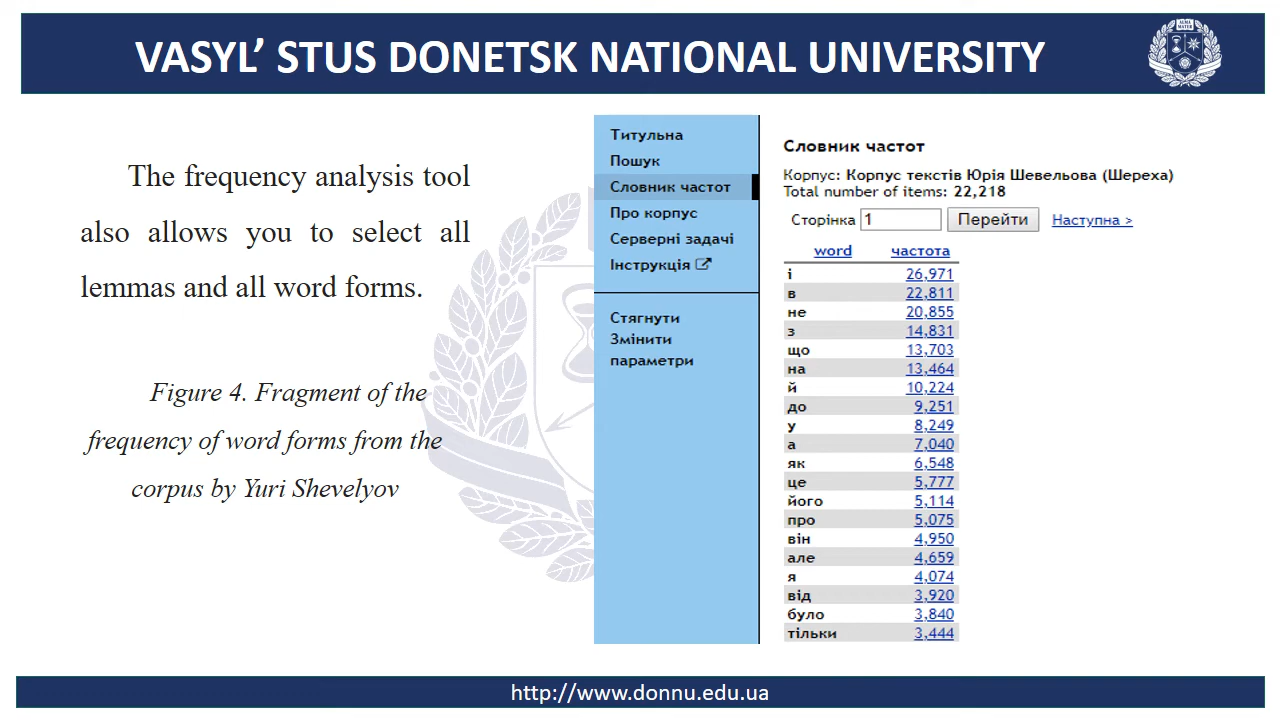 VASYL’ STUS DONETSK NATIONAL UNIVERSITY
ALMA MATER
The frequency analysis tool
also allows you to select all
lemmas and all word forms.
Figure 4. Fragment of the
frequency of word forms from the
corpus by Yuri Shevelyov
Титульна
Пошук
Словник частот
Про корпус
Серверні задачі
Інструкція
Стягнути
Змінити
параметри
Словник частот
Корпус: Корпус текстів Юрія Шевельова (Шереха)
Total number of items: 22,218
Сторінка 1 Перейти Наступна >
word частота
і 26,971
в 22,811
не 20,855
з 14,831
що 13,703
на 13,464
й 10,224
до 9,251
у 8,249
а 7,040
як 6,548
це 5,777
його 5,114
про 5,075
він 4,950
але 4,659
я 4,074
від 3,920
було 3,840
тільки 3,444
http://www.donnu.edu.ua